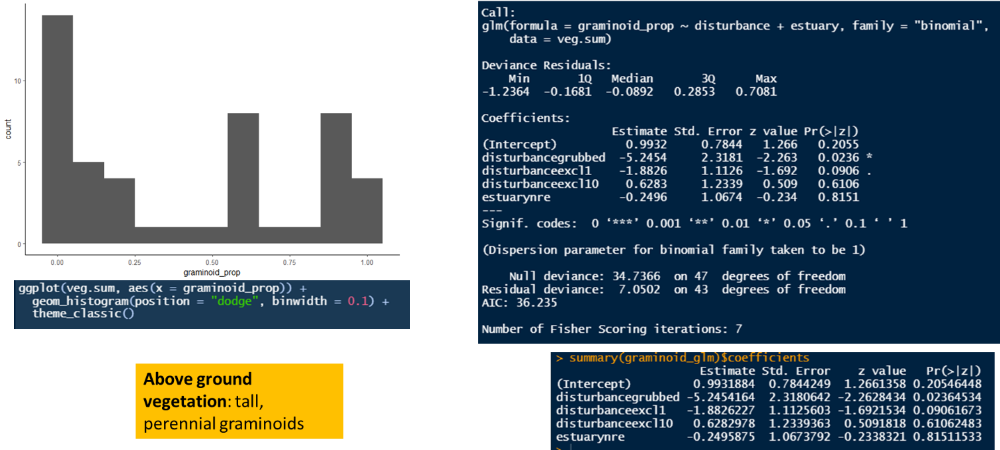 10
5
0
count
0.00 0.25 0.50 0.75 1.00
graminoid_prop
ggplot(veg.sum, aes(x = graminoid_prop)) +
  geom_histogram(position = "dodge", binwidth = 0.1) +
  theme_classic()
Above ground
vegetation: tall,
perennial graminoids
Call:
glm(formula = graminoid_prop ~ disturbance + estuary, family = "binomial",
    data = veg.sum)
Deviance Residuals:
    Min       1Q   Median       3Q      Max
-1.2364  -0.1681  -0.0892   0.2853   0.7081
Coefficients:
                  Estimate Std. Error z value Pr(>|z|)
(Intercept)         0.9932     0.7844   1.266   0.2055
disturbancegrubbed -5.2454     2.3181  -2.263   0.0236 *
disturbanceexcl1   -1.8826     1.1126  -1.692   0.0906 .
disturbanceexcl10   0.6283     1.2339   0.509   0.6106
estuarynre         -0.2496     1.0674  -0.234   0.8151
---
Signif. codes:  0 ‘***’ 0.001 ‘**’ 0.01 ‘*’ 0.05 ‘.’ 0.1 ‘ ’ 1
(Dispersion parameter for binomial family taken to be 1)
    Null deviance: 34.7366  on 47  degrees of freedom
Residual deviance:  7.0502  on 43  degrees of freedom
AIC: 36.235
Number of Fisher Scoring iterations: 7
> summary(graminoid_glm)$coefficients
                     Estimate Std. Error    z value   Pr(>|z|)
(Intercept)         0.9931884  0.7844249  1.2661358 0.20546448
disturbancegrubbed -5.2454164  2.3180642 -2.2628434 0.02364534
disturbanceexcl1   -1.8826227  1.1125603 -1.6921534 0.09061673
disturbanceexcl10   0.6282978  1.2339363  0.5091818 0.61062483
estuarynre         -0.2495875  1.0673792 -0.2338321 0.81511533
>